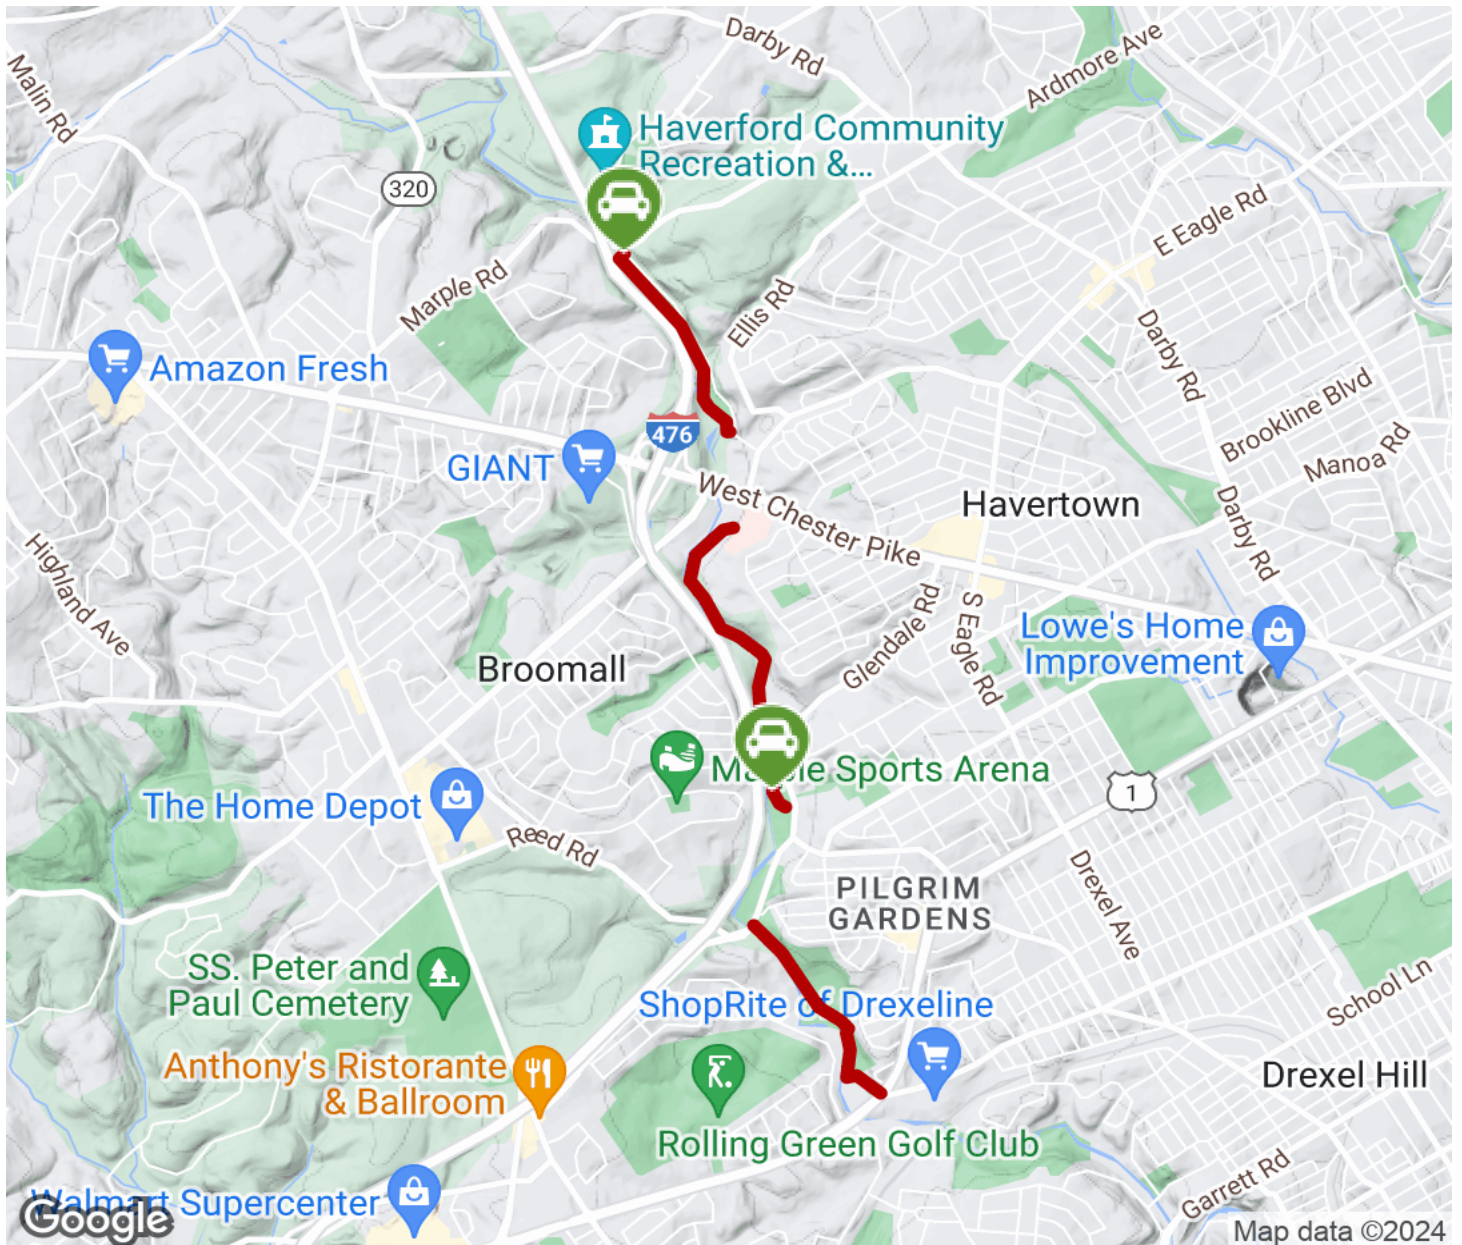 Darby Rd
Ardmore Ave
Malin Rd
Haverford Community
Recreation &...
320
E Eagle Rd
Marple Rd
Ellis Rd
Darby Rd
Amazon Fresh
Brookline Blvd
476
Manoa Rd
GIANT
West Chester Pike
Havertown
Darby Rd
Highland Ave
Glendale Rd
S Eagle Rd
Lowe's Home
Improvement
Broomall
Sports Arena
1
The Home Depot
Reed Rd
Drexel Ave
PILGRIM
GARDENS
SS. Peter and
Paul Cemetery
School Ln
ShopRite of Drexeline
Anthony's Ristorante
& Ballroom
Drexel Hill
Rolling Green Golf Club
Garrett Rd
Walmart Supercenter
Google
Map data ©2024